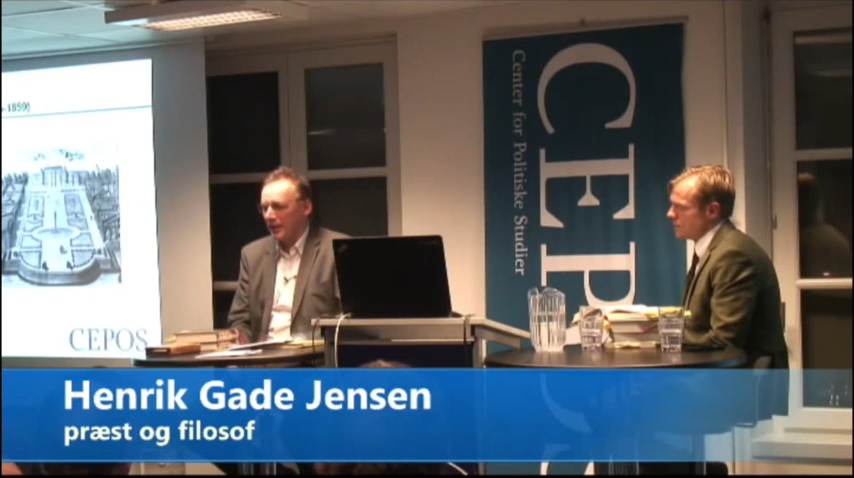 -1859)
CEPOS
Center for Politiske Studier
CEPOS
Henrik Gade Jensen
præst og filosof